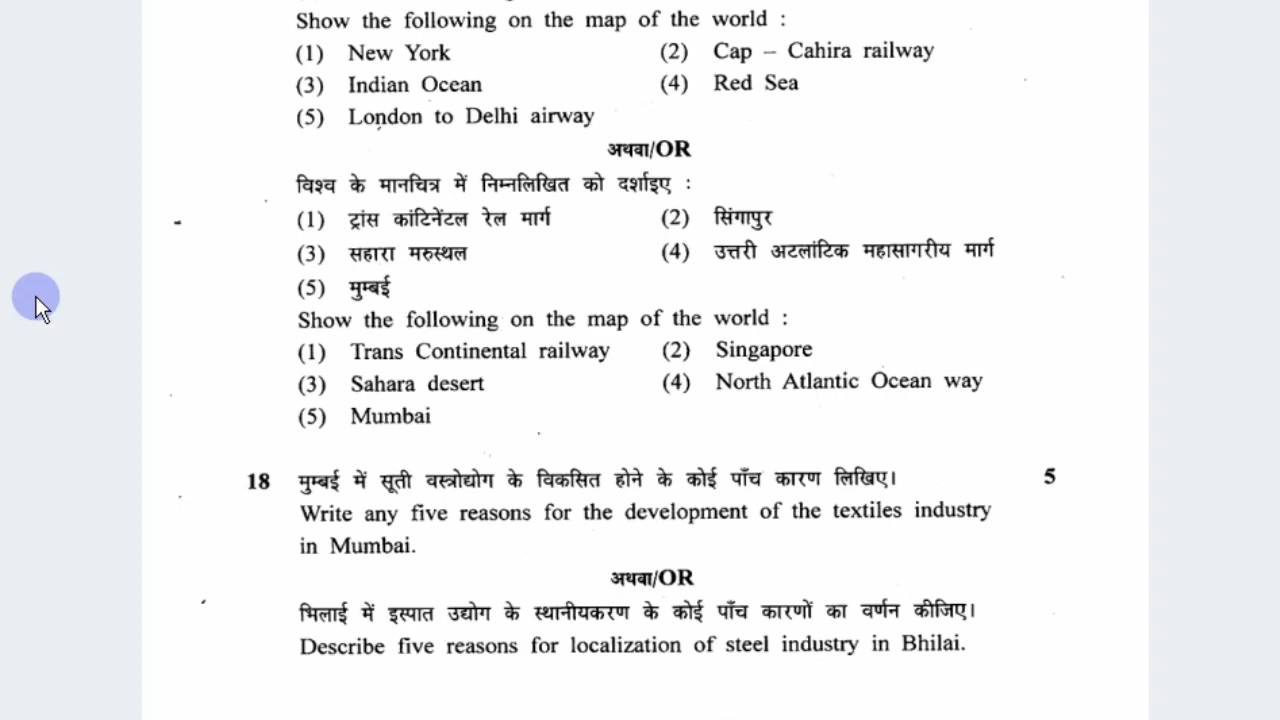 Show the following on the map of the world :
(1) New York (2) Cap – Cahira railway
(3) Indian Ocean (4) Red Sea
(5) London to Delhi airway
अथवा/OR
विश्व के मानचित्र में निम्नलिखित को दर्शाइए :
(1) ट्रांस कांटिनेंटल रेल मार्ग (2) सिंगापुर
(3) सहारा मरुस्थल (4) उत्तरी अटलांटिक महासागरीय मार्ग
(5) मुम्बई
Show the following on the map of the world :
(1) Trans Continental railway (2) Singapore
(3) Sahara desert (4) North Atlantic Ocean way
(5) Mumbai
18 मुम्बई में सूती वस्त्रोद्योग के विकसित होने के कोई पाँच कारण लिखिए। 5
Write any five reasons for the development of the textiles industry
in Mumbai.
अथवा/OR
भिलाई में इस्पात उद्योग के स्थानीयकरण के कोई पाँच कारणों का वर्णन कीजिए।
Describe five reasons for localization of steel industry in Bhilai.